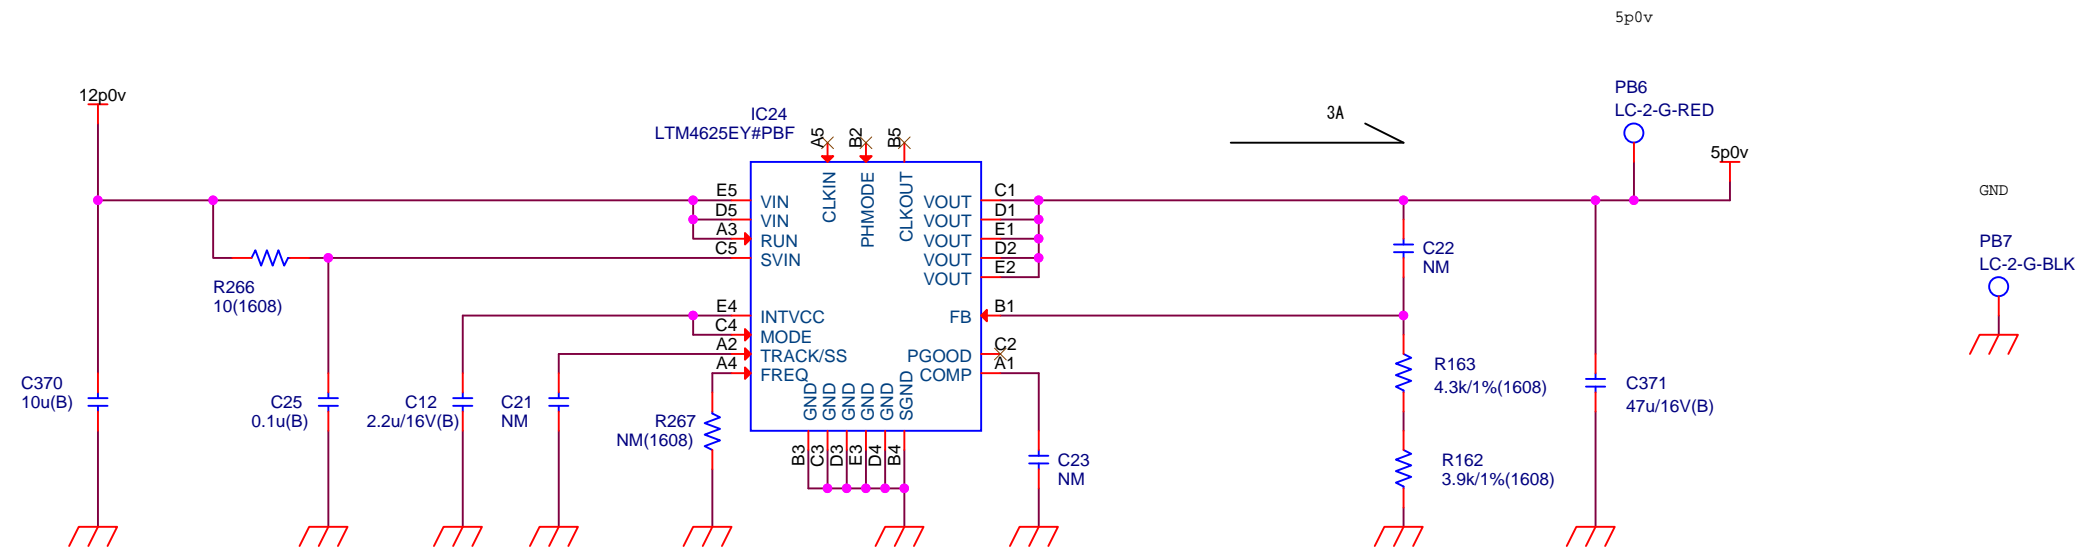 5p0v
12p0v
IC24
LTM4625EY#PBF
A5
B2
B5
CLKIN
PHMODE
CLKOUT
3A
PB6
LC-2-G-RED
5p0v
GND
PB7
LC-2-G-BLK
E5
VIN
D5
VIN
A3
RUN
C5
SVIN
E4
INTVCC
C4
MODE
A2
TRACK/SS
A4
FREQ
VOUT
C1
VOUT
D1
VOUT
E1
VOUT
D2
VOUT
E2
FB
B1
PGOOD
C2
COMP
A1
GND
GND
GND
GND
GND
SGND
B3
C3
D3
E3
D4
B4
R266
10(1608)
C370
10u(B)
C25
0.1u(B)
C12
2.2u/16V(B)
C21
NM
R267
NM(1608)
C23
NM
C22
NM
R163
4.3k/1%(1608)
R162
3.9k/1%(1608)
C371
47u/16V(B)